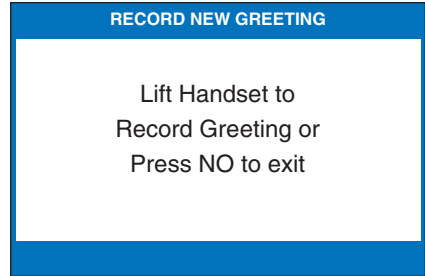 RECORD NEW GREETING
Lift Handset to
Record Greeting or
Press NO to exit